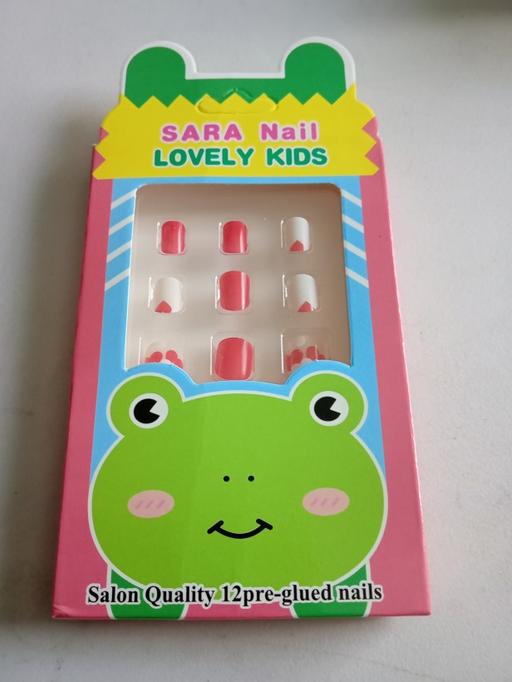 SARA Nail
LOVELY KIDS
Salon Quality 12pre-glued nails